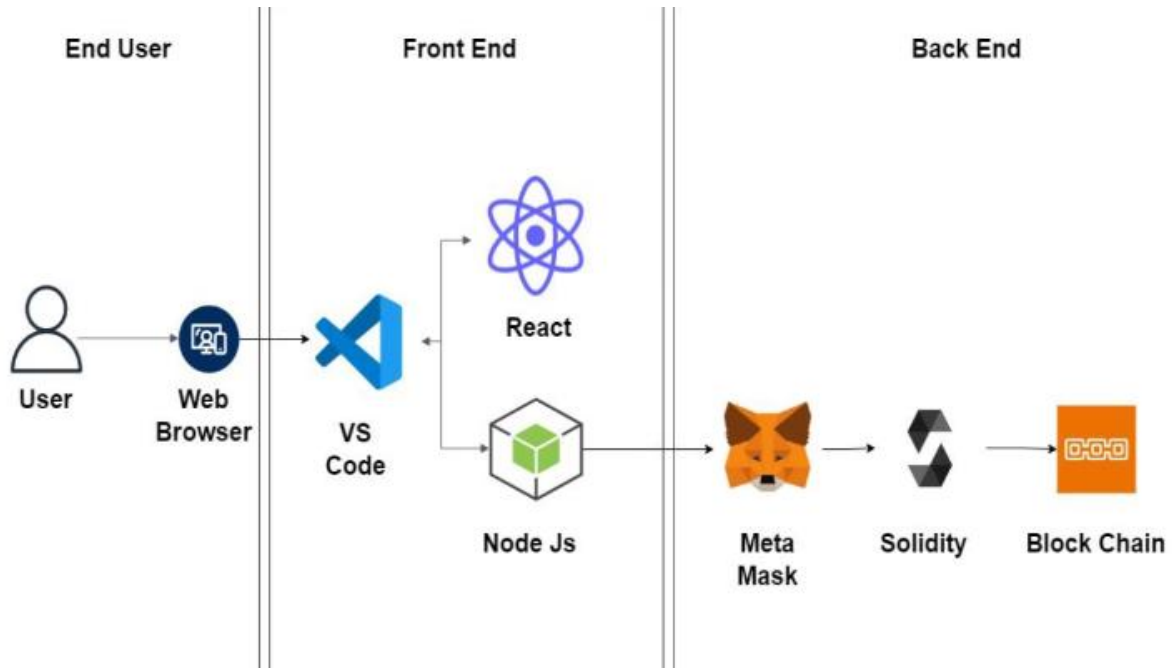 End User
Front End
Back End
React
User
Web
Browser
VS
Code
Node Js
Meta
Mask
Solidity
Block Chain